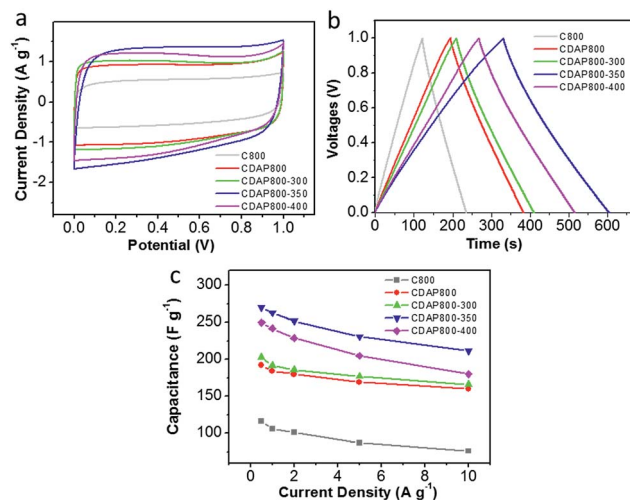 a
Current Density (A g⁻¹)
2
1
0
-1
-2
C800
CDAP800
CDAP800-300
CDAP800-350
CDAP800-400
0.0 0.2 0.4 0.6 0.8 1.0
Potential (V)
b
Voltages (V)
1.0
0.8
0.6
0.4
0.2
0.0
C800
CDAP800
CDAP800-300
CDAP800-350
CDAP800-400
0 100 200 300 400 500 600
Time (s)
c
Capacitance (F g⁻¹)
300
250
200
150
100
C800
CDAP800
CDAP800-300
CDAP800-350
CDAP800-400
0 2 4 6 8 10
Current Density (A g⁻¹)